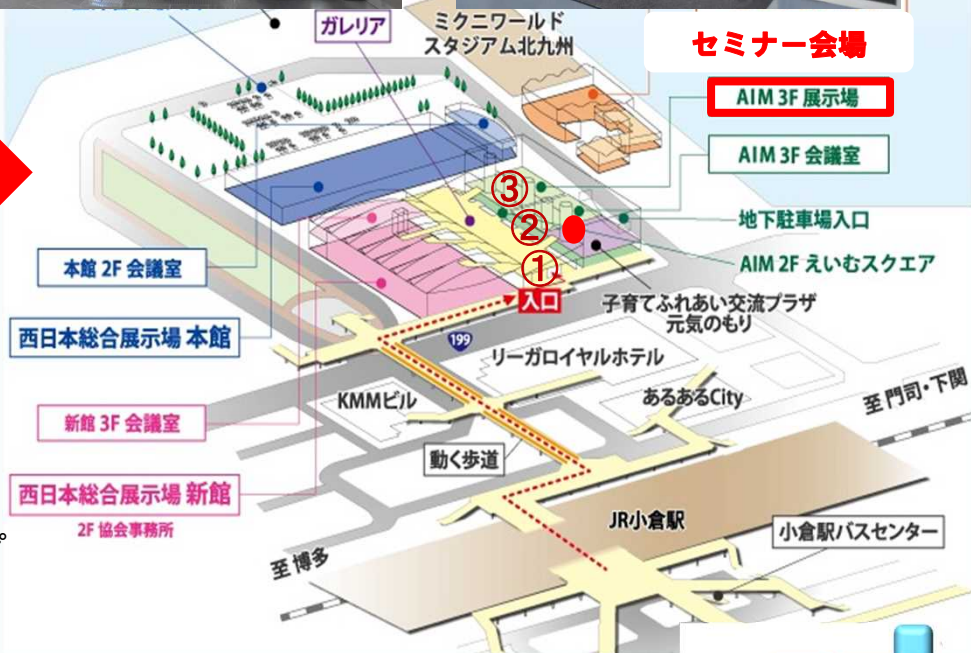 ガレリア
ミクニワールド
スタジアム北九州
セミナー会場
AIM 3F 展示場
AIM 3F 会議室
地下駐車場入口
AIM 2F えいむスクエア
③
②
①
入口
子育てふれあい交流プラザ
元気のもり
本館 2F 会議室
西日本総合展示場 本館
199
リーガロイヤルホテル
KMMビル
あるあるCity
至 門司・下関
新館 3F 会議室
動く歩道
西日本総合展示場 新館
2F 協会事務所
。
JR小倉駅
小倉駅バスセンター
至 博多